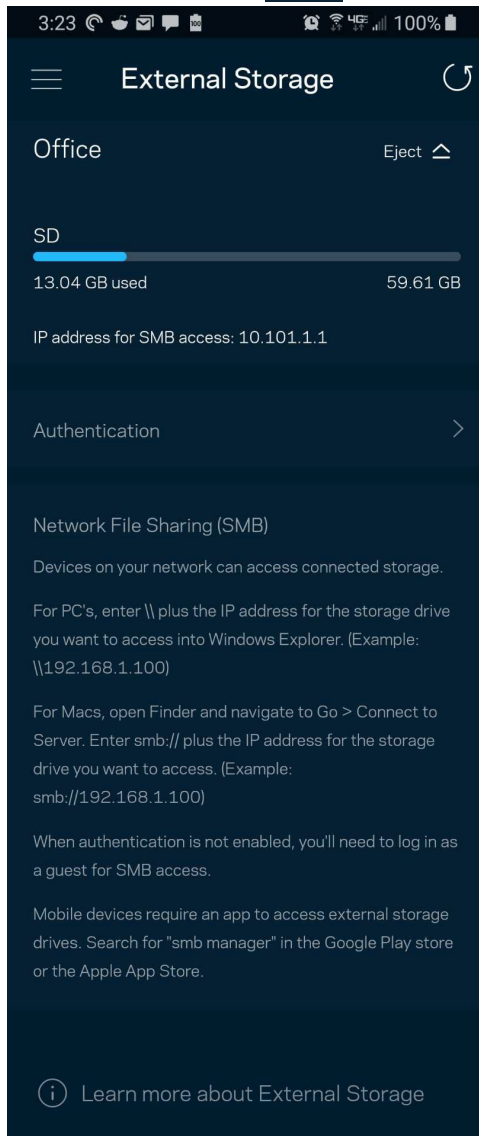 3:23 4GE 100%
External Storage
Office Eject
SD
13.04 GB used 59.61 GB
IP address for SMB access: 10.101.1.1
Authentication
Network File Sharing (SMB)
Devices on your network can access connected storage.
For PC's, enter \\ plus the IP address for the storage drive
you want to access into Windows Explorer. (Example:
\\192.168.1.100)
For Macs, open Finder and navigate to Go > Connect to
Server. Enter smb:// plus the IP address for the storage
drive you want to access. (Example:
smb://192.168.1.100)
When authentication is not enabled, you'll need to log in as
a guest for SMB access.
Mobile devices require an app to access external storage
drives. Search for "smb manager" in the Google Play store
or the Apple App Store.
Learn more about External Storage